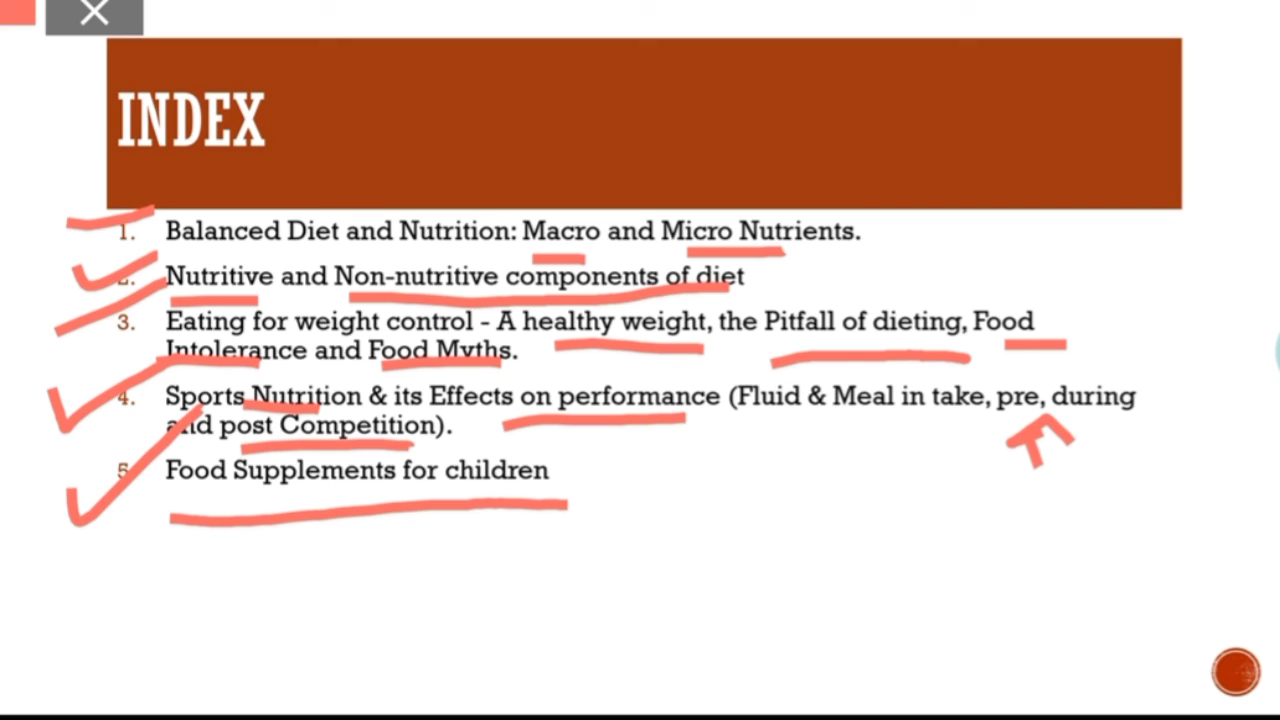 INDEX
1. Balanced Diet and Nutrition: Macro and Micro Nutrients.
2. Nutritive and Non-nutritive components of diet
3. Eating for weight control - A healthy weight, the Pitfall of dieting, Food
Intolerance and Food Myths.
4. Sports Nutrition & its Effects on performance (Fluid & Meal in take, pre, during
and post Competition).
5. Food Supplements for children